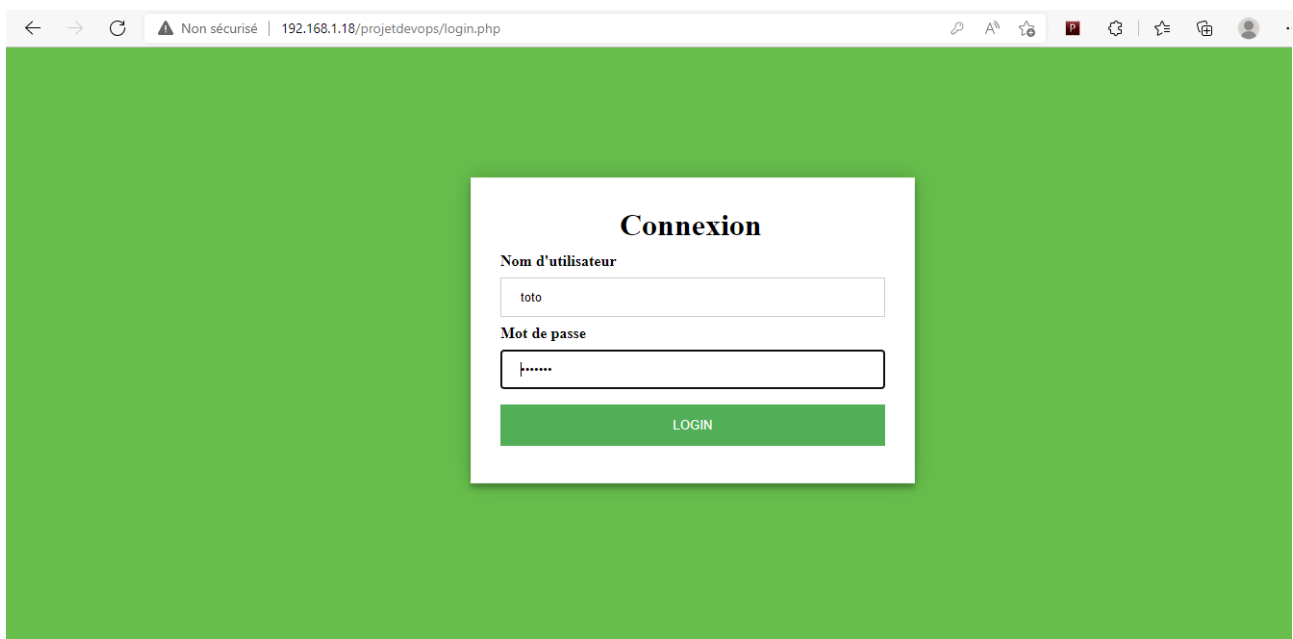 Non sécurisé | 192.168.1.18/projetdevops/login.php
Connexion
Nom d'utilisateur
toto
Mot de passe
•••••••
LOGIN